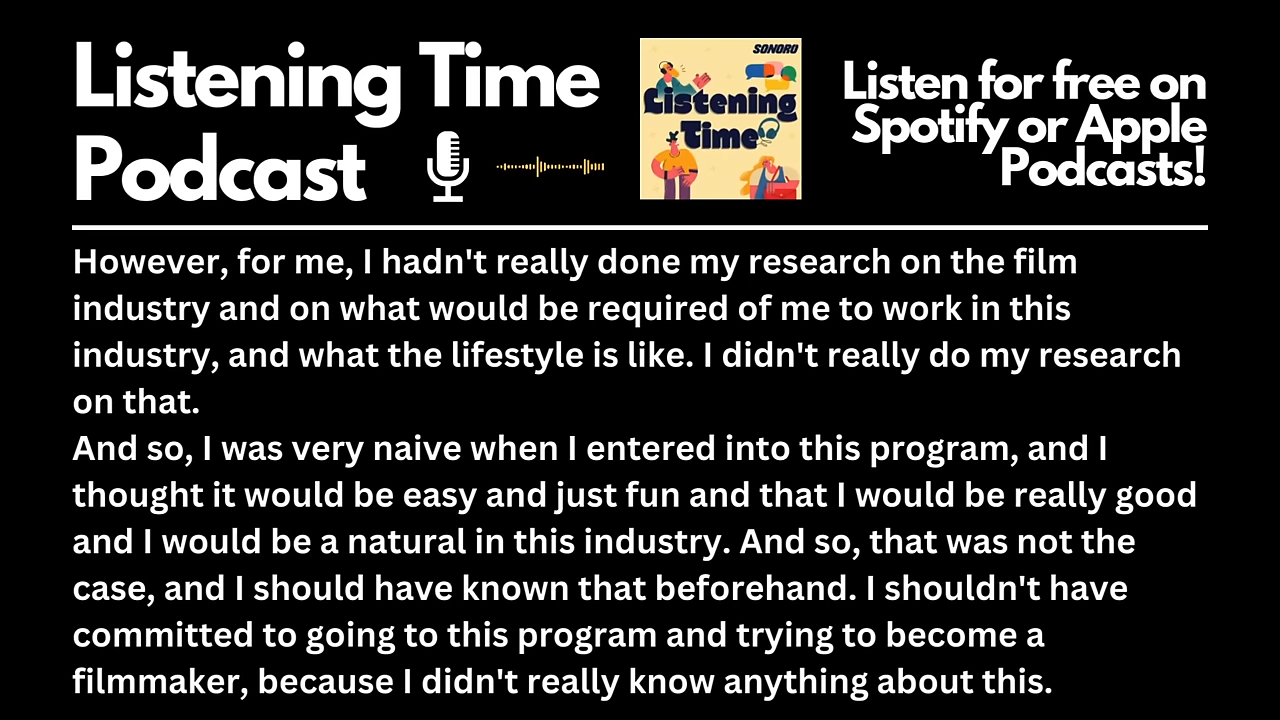 Listening Time
Podcast
SONORO
Listening
Time
Listen for free on
Spotify or Apple
Podcasts!
However, for me, I hadn't really done my research on the film
industry and on what would be required of me to work in this
industry, and what the lifestyle is like. I didn't really do my research
on that.
And so, I was very naive when I entered into this program, and I
thought it would be easy and just fun and that I would be really good
and I would be a natural in this industry. And so, that was not the
case, and I should have known that beforehand. I shouldn't have
committed to going to this program and trying to become a
filmmaker, because I didn't really know anything about this.